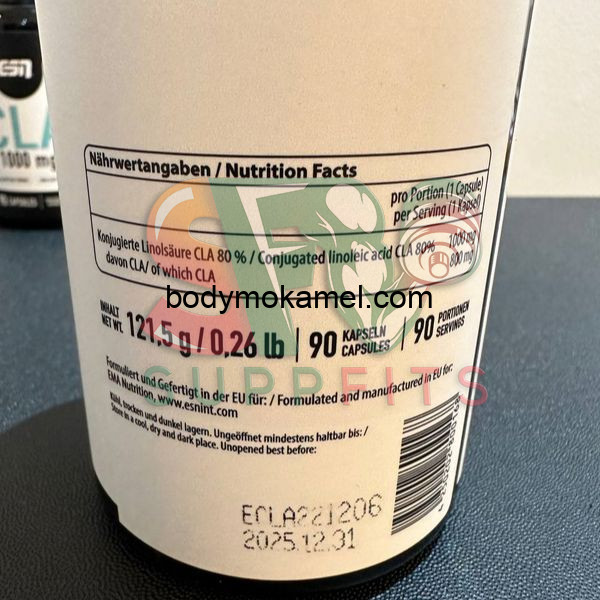 ESN
CLA
1000 mg
Nährwertangaben / Nutrition Facts
pro Portion (1 Capsule)
per Serving (1 Kapsel)
Konjugierte Linolsäure CLA 80 % / Conjugated linoleic acid CLA 80% 1000 mg
davon CLA/ of which CLA 800 mg
bodymokamel.com
INHALT
NET WT. 121,5 g / 0,26 lb | 90 KAPSELN CAPSULES | 90 PORTIONEN SERVINGS
SUPPFITS
Formuliert und Gefertigt in der EU für: / Formulated and manufactured in EU for:
EMA Nutrition, www.esnint.com
Kühl, trocken und dunkel lagern. Ungeöffnet mindestens haltbar bis: /
Store in a cool, dry and dark place. Unopened best before:
ECLA221206
2025.12.31